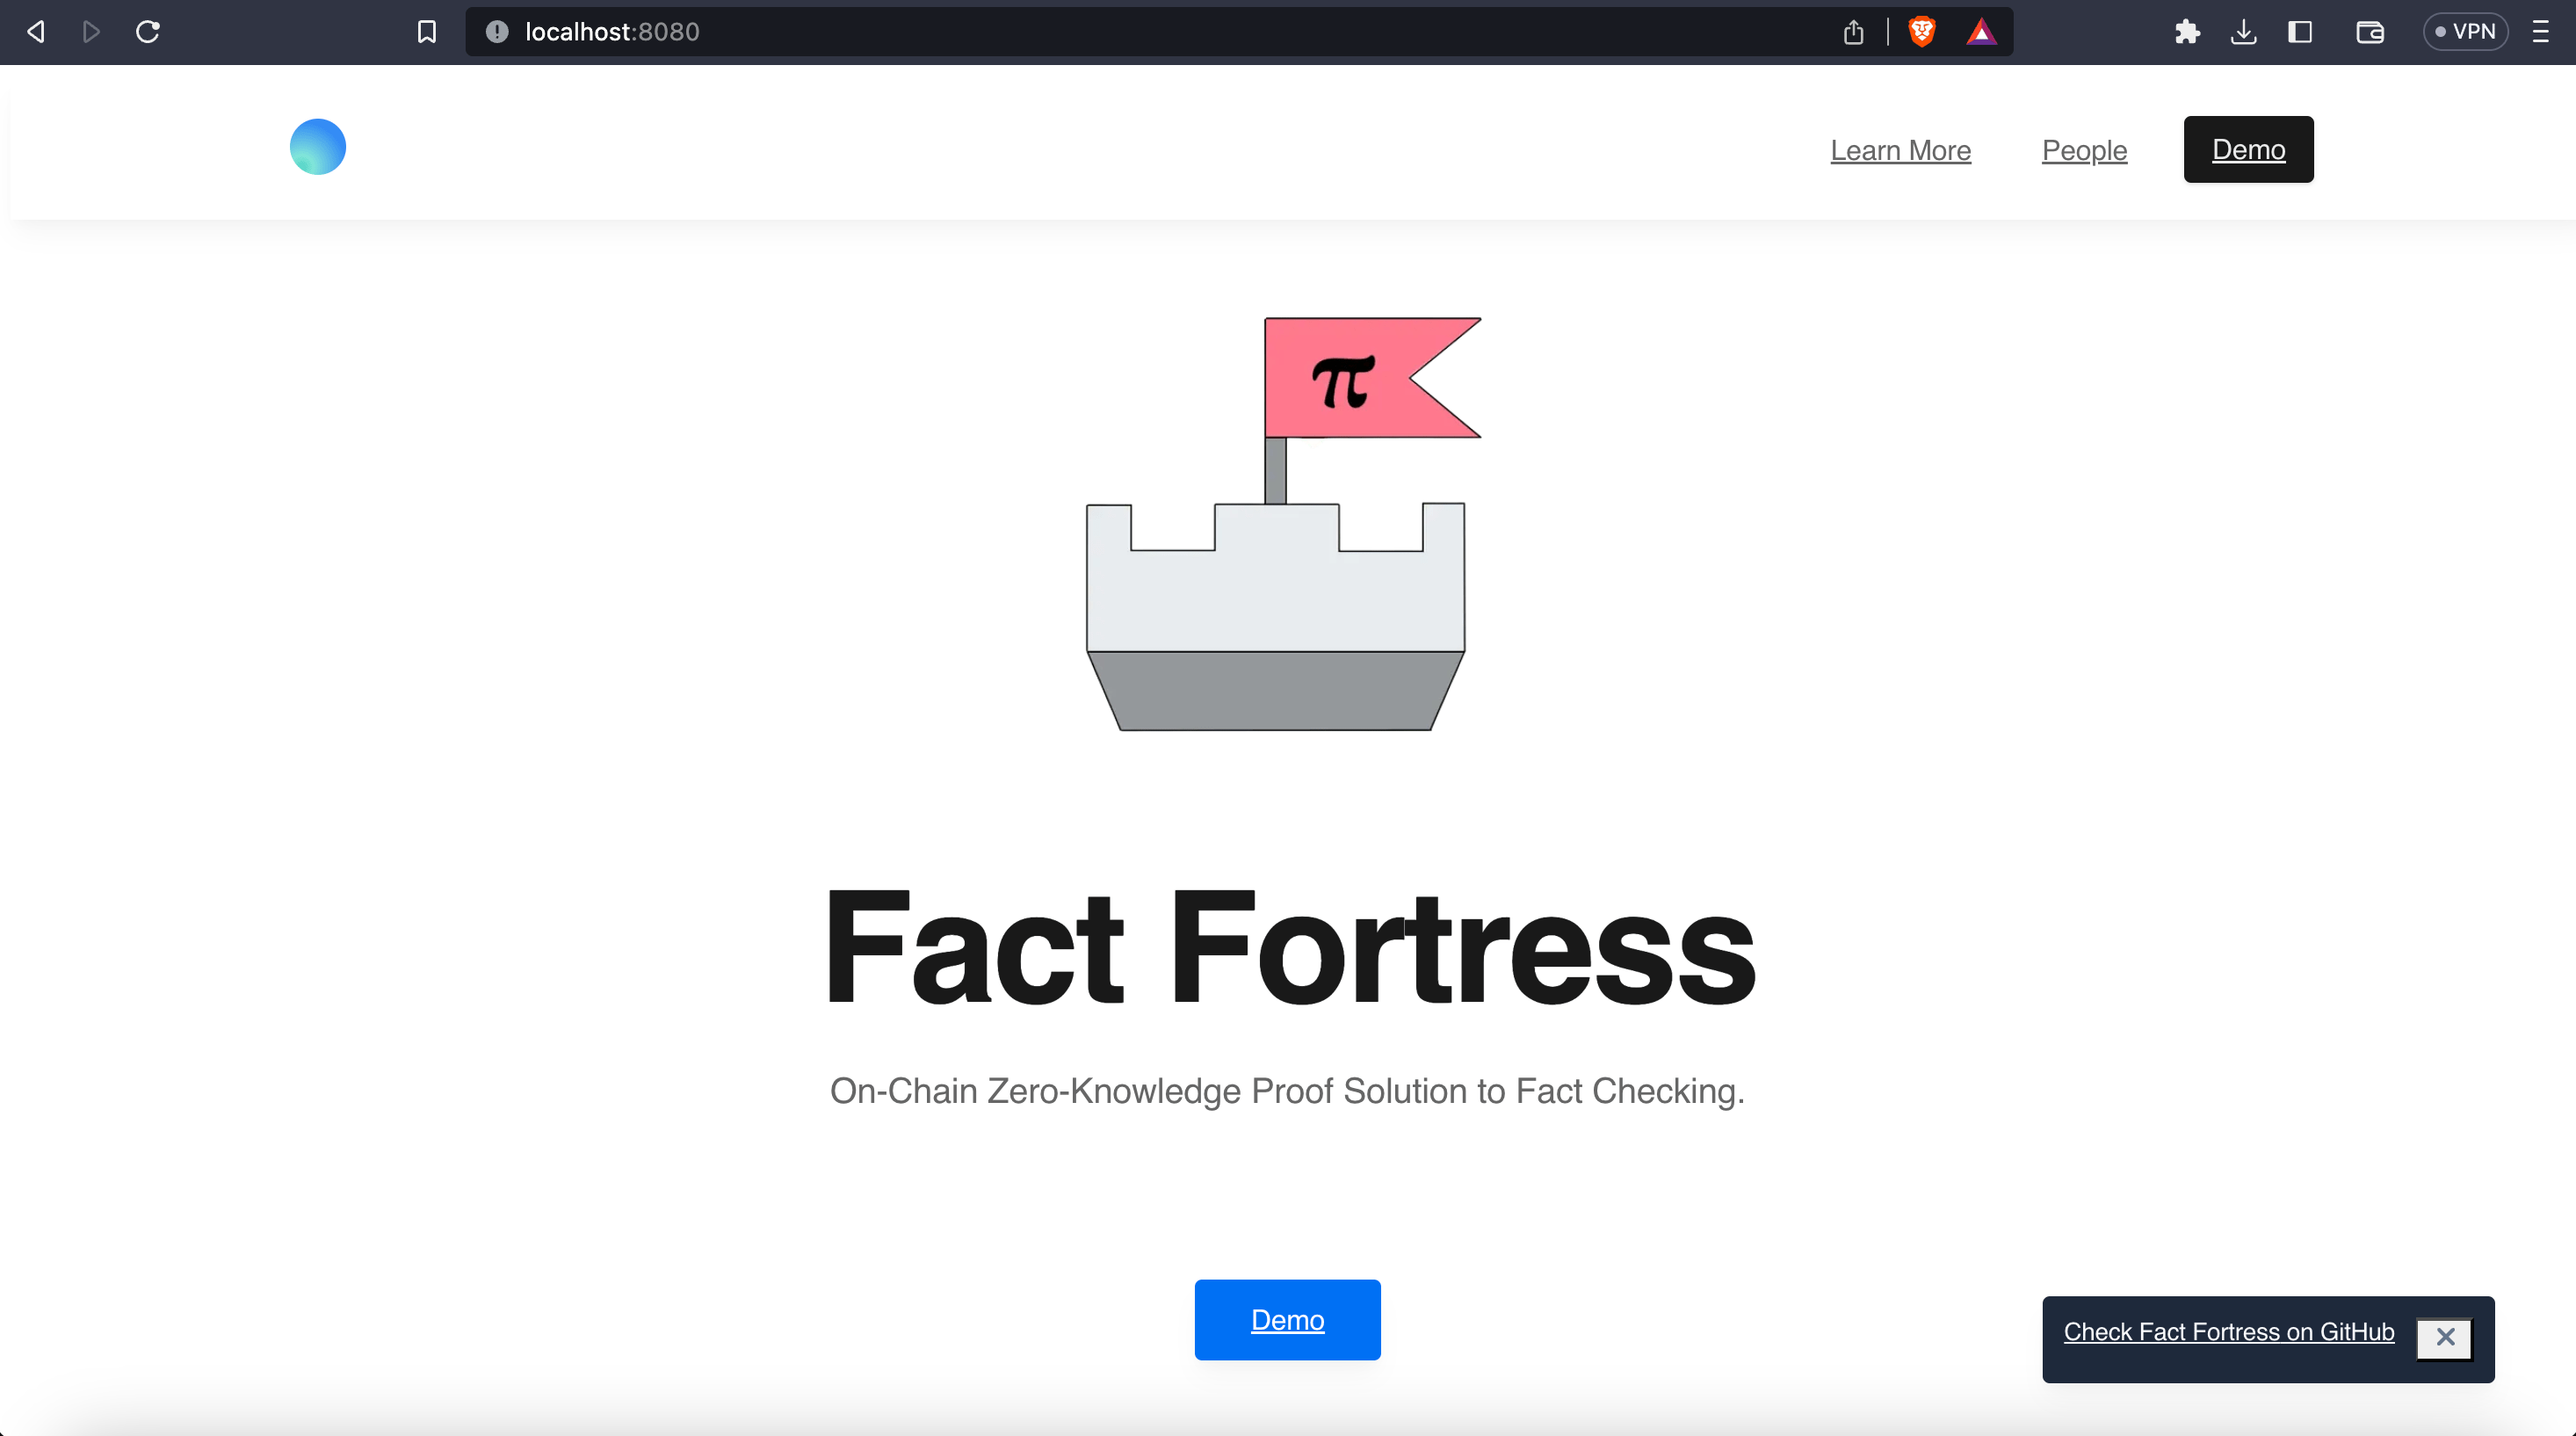 localhost:8080
VPN
Learn More
People
Demo
π
Fact Fortress
On-Chain Zero-Knowledge Proof Solution to Fact Checking.
Demo
Check Fact Fortress on GitHub